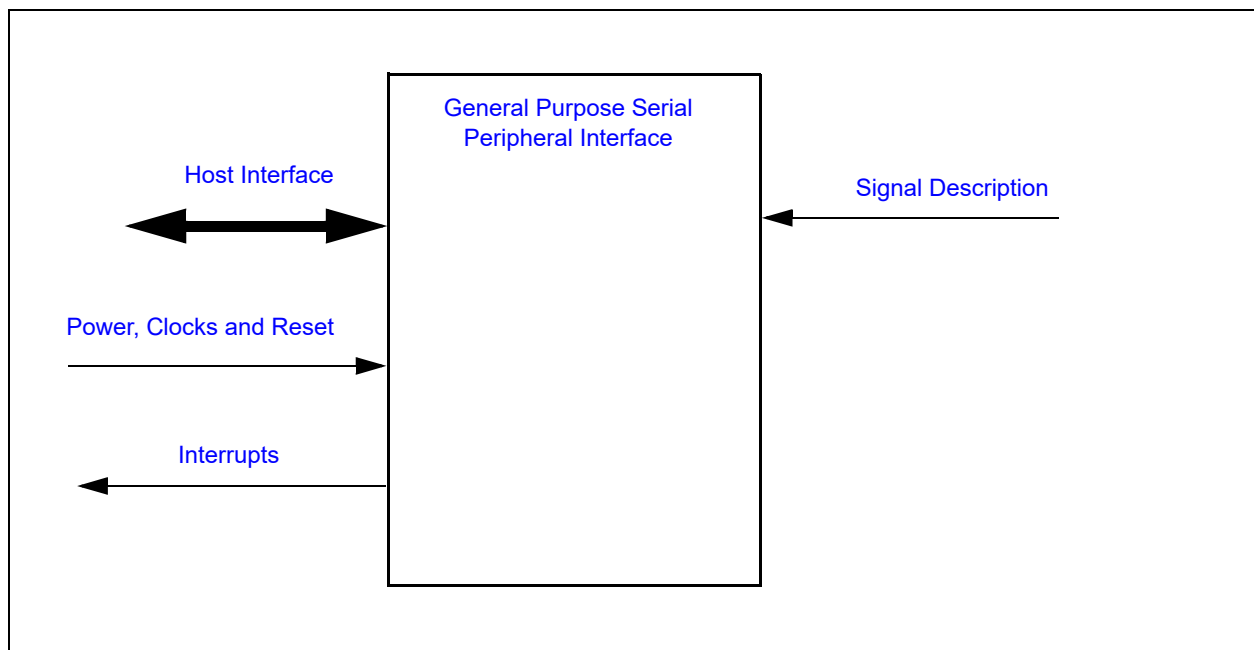 General Purpose Serial
Peripheral Interface
Host Interface
Signal Description
Power, Clocks and Reset
Interrupts